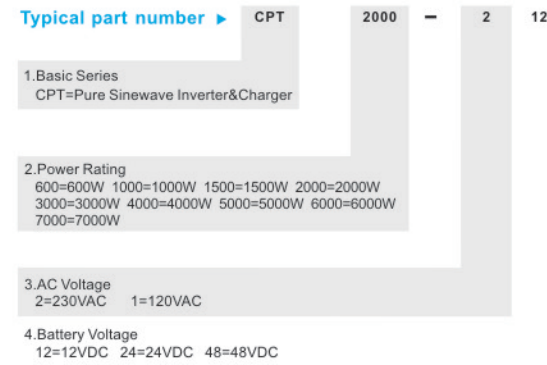 Typical part number ▶ CPT 2000 – 2 12
1.Basic Series
CPT=Pure Sinewave Inverter&Charger
2.Power Rating
600=600W 1000=1000W 1500=1500W 2000=2000W
3000=3000W 4000=4000W 5000=5000W 6000=6000W
7000=7000W
3.AC Voltage
2=230VAC 1=120VAC
4.Battery Voltage
12=12VDC 24=24VDC 48=48VDC